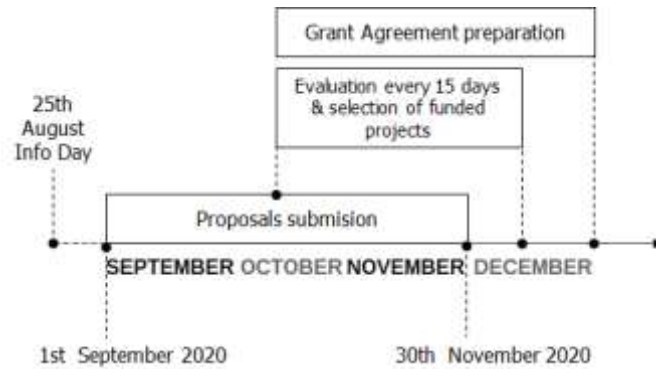 Grant Agreement preparation
Evaluation every 15 days
& selection of funded
projects
25th
August
Info Day
Proposals submision
SEPTEMBER OCTOBER NOVEMBER DECEMBER
1st September 2020
30th November 2020